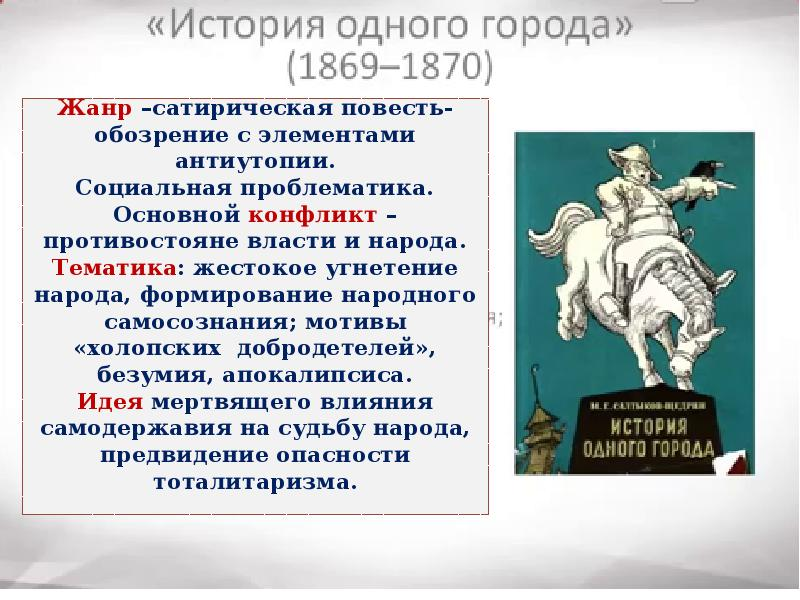 «История одного города»
(1869–1870)
Жанр –сатирическая повесть-
обозрение с элементами
антиутопии.
Социальная проблематика.
Основной конфликт –
противостояне власти и народа.
Тематика: жестокое угнетение
народа, формирование народного
самосознания; мотивы
«холопских добродетелей»,
безумия, апокалипсиса.
Идея мертвящего влияния
самодержавия на судьбу народа,
предвидение опасности
тоталитаризма.
я;
М.Е.САЛТЫКОВ-ЩЕДРИН
ИСТОРИЯ
ОДНОГО ГОРОДА